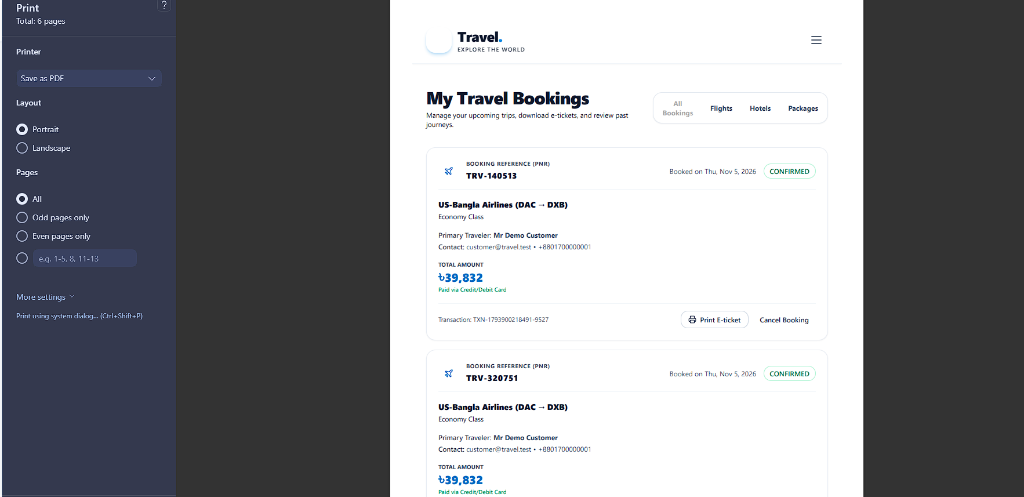 Print
?
Total: 6 pages
Printer
Save as PDF
Layout
Portrait
Landscape
Pages
All
Odd pages only
Even pages only
e.g. 1-5, 8, 11-13
More settings
Print using system dialog... (Ctrl+Shift+P)
Travel.
EXPLORE THE WORLD
My Travel Bookings
Manage your upcoming trips, download e-tickets, and review past
journeys.
All
Bookings
Flights
Hotels
Packages
BOOKING REFERENCE (PNR)
TRV-140513
Booked on Thu, Nov 5, 2026
CONFIRMED
US-Bangla Airlines (DAC → DXB)
Economy Class
Primary Traveler: Mr Demo Customer
Contact: customer@travel.test • +8801700000001
TOTAL AMOUNT
৳39,832
Paid via Credit/Debit Card
Transaction: TXN-1793900218491-9527
Print E-ticket
Cancel Booking
BOOKING REFERENCE (PNR)
TRV-320751
Booked on Thu, Nov 5, 2026
CONFIRMED
US-Bangla Airlines (DAC → DXB)
Economy Class
Primary Traveler: Mr Demo Customer
Contact: customer@travel.test • +8801700000001
TOTAL AMOUNT
৳39,832
Paid via Credit/Debit Card